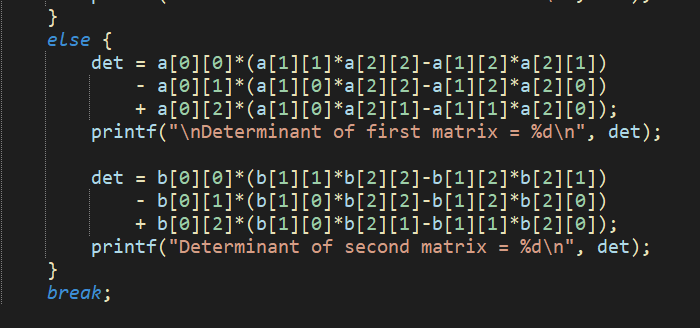 }
else {
det = a[0][0]*(a[1][1]*a[2][2]-a[1][2]*a[2][1])
- a[0][1]*(a[1][0]*a[2][2]-a[1][2]*a[2][0])
+ a[0][2]*(a[1][0]*a[2][1]-a[1][1]*a[2][0]);
printf("\nDeterminant of first matrix = %d\n", det);
det = b[0][0]*(b[1][1]*b[2][2]-b[1][2]*b[2][1])
- b[0][1]*(b[1][0]*b[2][2]-b[1][2]*b[2][0])
+ b[0][2]*(b[1][0]*b[2][1]-b[1][1]*b[2][0]);
printf("Determinant of second matrix = %d\n", det);
}
break;